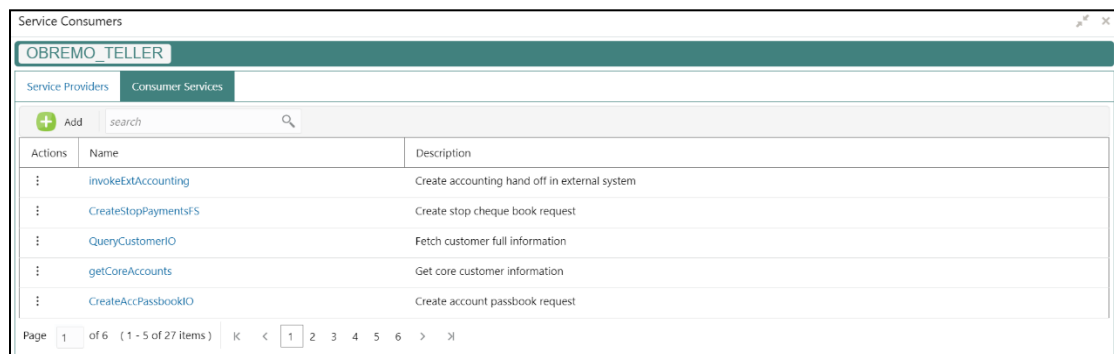 Service Consumers
OBREMO_TELLER
Service Providers Consumer Services
Add search
Actions Name Description
invokeExtAccounting Create accounting hand off in external system
CreateStopPaymentsFS Create stop cheque book request
QueryCustomerIO Fetch customer full information
getCoreAccounts Get core customer information
CreateAccPassbookIO Create account passbook request
Page 1 of 6 (1 - 5 of 27 items) 1 2 3 4 5 6